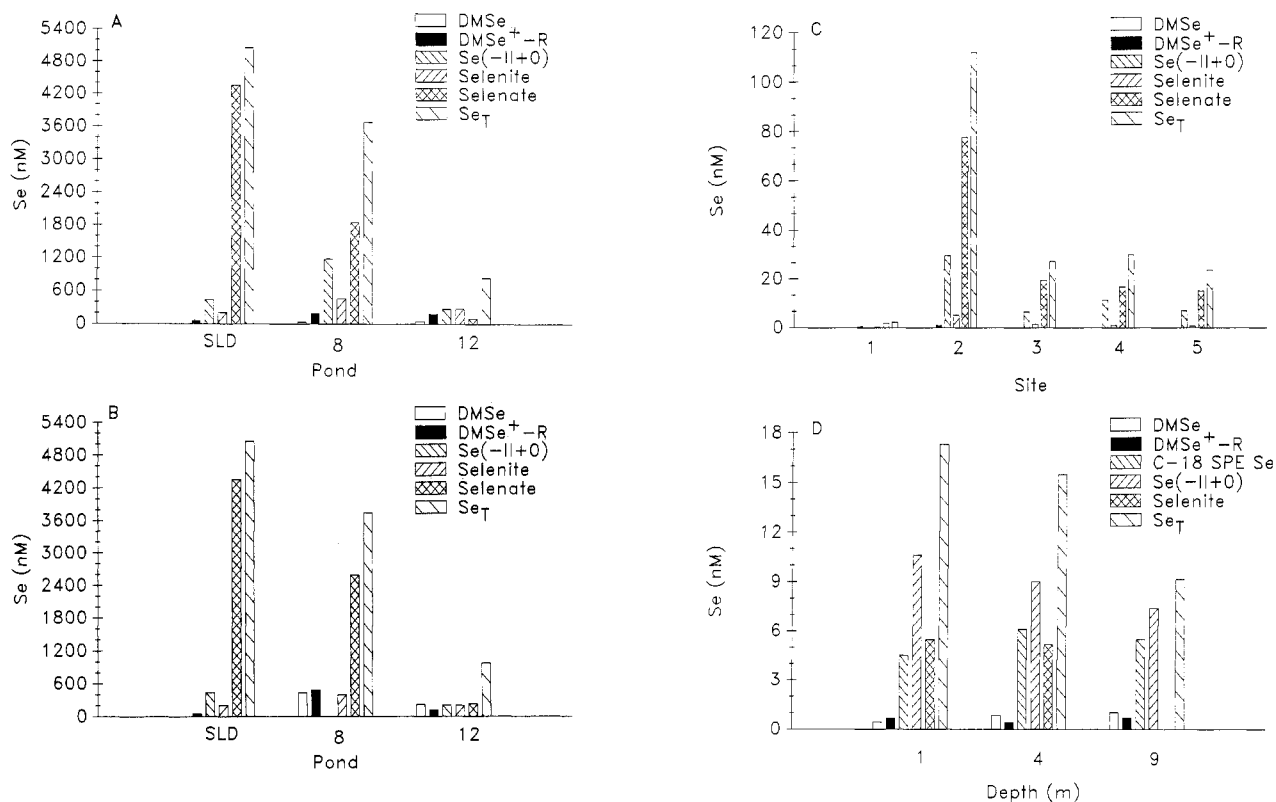 A
DMSe
DMSe+-R
Se(-II+0)
Selenite
Selenate
SeT
5400
4800
4200
3600
3000
2400
1800
1200
600
0
Se (nM)
SLD 8 12
Pond
B
DMSe
DMSe+-R
Se(-II+0)
Selenite
Selenate
SeT
5400
4800
4200
3600
3000
2400
1800
1200
600
0
Se (nM)
SLD 8 12
Pond
C
DMSe
DMSe+-R
Se(-II+0)
Selenite
Selenate
SeT
120
100
80
60
40
20
0
Se (nM)
1 2 3 4 5
Site
D
DMSe
DMSe+-R
C-18 SPE Se
Se(-II+0)
Selenite
SeT
18
15
12
9
6
3
0
Se (nM)
1 4 9
Depth (m)